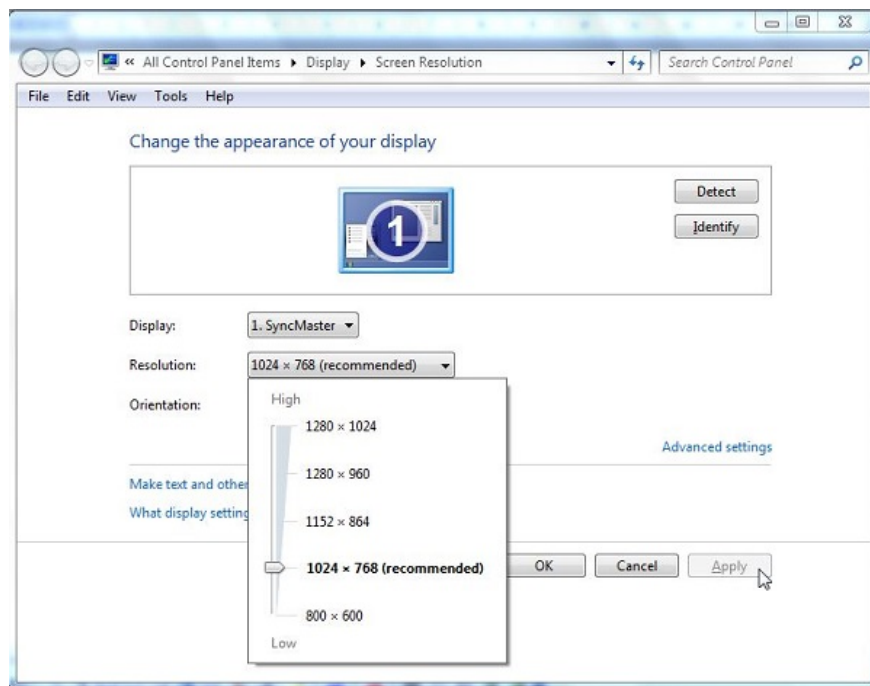 « All Control Panel Items ▸ Display ▸ Screen Resolution
Search Control Panel
File Edit View Tools Help
Change the appearance of your display
1
Detect
Identify
Display: 1. SyncMaster
Resolution: 1024 × 768 (recommended)
Orientation:
High
1280 × 1024
1280 × 960
1152 × 864
1024 × 768 (recommended)
800 × 600
Low
Advanced settings
Make text and other
What display setting
OK Cancel Apply